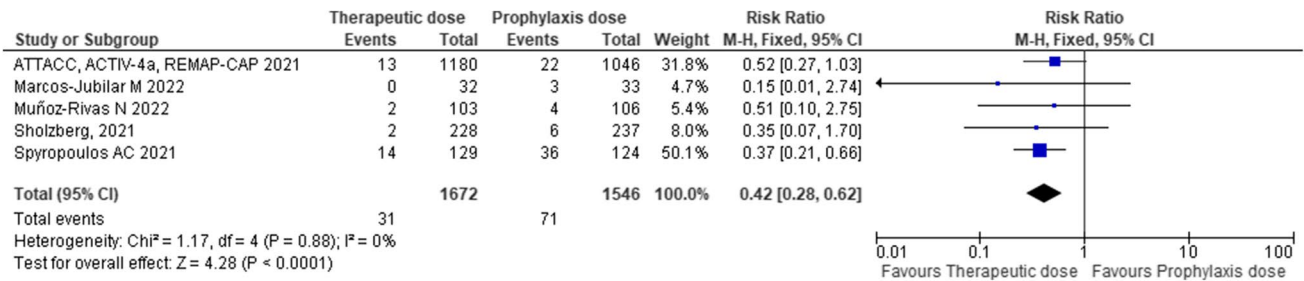 Therapeutic dose Prophylaxis dose Risk Ratio Risk Ratio
Study or Subgroup Events Total Events Total Weight M-H, Fixed, 95% CI M-H, Fixed, 95% CI
ATTACC, ACTIV-4a, REMAP-CAP 2021 13 1180 22 1046 31.8% 0.52 [0.27, 1.03]
Marcos-Jubilar M 2022 0 32 3 33 4.7% 0.15 [0.01, 2.74]
Muñoz-Rivas N 2022 2 103 4 106 5.4% 0.51 [0.10, 2.75]
Sholzberg, 2021 2 228 6 237 8.0% 0.35 [0.07, 1.70]
Spyropoulos AC 2021 14 129 36 124 50.1% 0.37 [0.21, 0.66]
Total (95% CI) 1672 1546 100.0% 0.42 [0.28, 0.62]
Total events 31 71
Heterogeneity: Chi² = 1.17, df = 4 (P = 0.88); I² = 0%
Test for overall effect: Z = 4.28 (P < 0.0001)
0.01 0.1 1 10 100
Favours Therapeutic dose Favours Prophylaxis dose